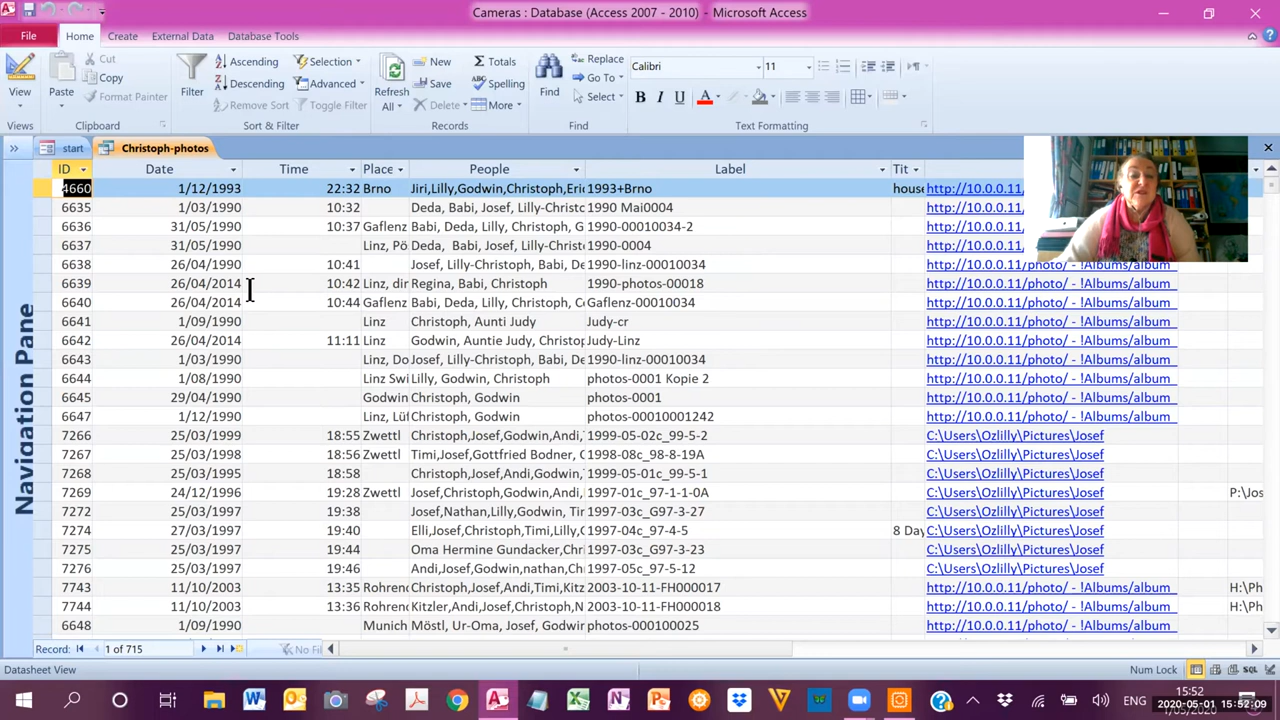 Cameras : Database (Access 2007 - 2010) - Microsoft Access
File Home Create External Data Database Tools
View
Views
Paste
Cut
Copy
Format Painter
Clipboard
Filter
Ascending
Descending
Remove Sort
Selection
Advanced
Toggle Filter
Sort & Filter
Refresh All
New
Save
Delete
Totals
Spelling
More
Records
Find
Replace
Go To
Select
Find
Calibri 11
B I U A
Text Formatting
start Christoph-photos
ID Date Time Place People Label Tit
4660 1/12/1993 22:32 Brno Jiri,Lilly,Godwin,Christoph,Eri 1993+Brno house http://10.0.0.11/
6635 1/03/1990 10:32 Deda, Babi, Josef, Lilly-Christo 1990 Mai0004 http://10.0.0.11/
6636 31/05/1990 10:37 Gaflenz Babi, Deda, Lilly, Christoph, G 1990-00010034-2 http://10.0.0.11/
6637 31/05/1990 Linz, Pö Deda, Babi, Josef, Lilly-Christ 1990-0004 http://10.0.0.11/
6638 26/04/1990 10:41 Josef, Lilly-Christoph, Babi, De 1990-linz-00010034 http://10.0.0.11/photo/ - !Albums/album
6639 26/04/2014 10:42 Linz, dir Regina, Babi, Christoph 1990-photos-00018 http://10.0.0.11/photo/ - !Albums/album
6640 26/04/2014 10:44 Gaflenz Babi, Deda, Lilly, Christoph, Co Gaflenz-00010034 http://10.0.0.11/photo/ - !Albums/album
6641 1/09/1990 Linz Christoph, Aunti Judy Judy-cr http://10.0.0.11/photo/ - !Albums/album
6642 26/04/2014 11:11 Linz Godwin, Auntie Judy, Christop Judy-Linz http://10.0.0.11/photo/ - !Albums/album
6643 1/03/1990 Linz, Do Josef, Lilly-Christoph, Babi, De 1990-linz-00010034 http://10.0.0.11/photo/ - !Albums/album
6644 1/08/1990 Linz Swi Lilly, Godwin, Christoph photos-0001 Kopie 2 http://10.0.0.11/photo/ - !Albums/album
6645 29/04/1990 Godwin Christoph, Godwin photos-0001 http://10.0.0.11/photo/ - !Albums/album
6647 1/12/1990 Linz, Lüf Christoph, Godwin photos-00010001242 http://10.0.0.11/photo/ - !Albums/album
7266 25/03/1999 18:55 Zwettl Christoph,Josef,Godwin,Andi, 1999-05-02c_99-5-2 C:\Users\Ozlilly\Pictures\Josef
7267 25/03/1998 18:56 Zwettl Timi,Josef,Gottfried Bodner, 1998-08c_98-8-19A C:\Users\Ozlilly\Pictures\Josef
7268 25/03/1995 18:58 Christoph,Josef,Andi,Godwin, 1999-05-01c_99-5-1 C:\Users\Ozlilly\Pictures\Josef
7269 24/12/1996 19:28 Zwettl Josef,Christoph,Godwin,Andi, 1997-01c_97-1-1-0A C:\Users\Ozlilly\Pictures\Josef P:\Jos
7272 25/03/1997 19:38 Josef,Nathan,Lilly,Godwin, Tim 1997-03c_G97-3-27 C:\Users\Ozlilly\Pictures\Josef
7274 27/03/1997 19:40 Elli,Josef,Christoph,Timi,Lilly, 1997-04c_97-4-5 8 Day C:\Users\Ozlilly\Pictures\Josef
7275 25/03/1997 19:44 Oma Hermine Gundacker,Chr 1997-03c_G97-3-23 C:\Users\Ozlilly\Pictures\Josef
7276 25/03/1997 19:46 Andi,Josef,Godwin,nathan,Chr 1997-05c_97-5-12 C:\Users\Ozlilly\Pictures\Josef
7743 11/10/2003 13:35 Rohrend Christoph,Josef,Andi,Timi,Kitz 2003-10-11-FH000017 http://10.0.0.11/photo/ - !Albums/album H:\Ph
7744 11/10/2003 13:36 Rohrend Kitzler,Andi,Josef,Christoph,N 2003-10-11-FH000018 http://10.0.0.11/photo/ - !Albums/album H:\Ph
6648 1/09/1990 Munich Möstl, Ur-Oma, Josef, Godwin photos-000100025 http://10.0.0.11/photo/ - !Albums/album
Navigation Pane
Record: 1 of 715 No Fil
Datasheet View Num Lock SQL
ENG
15:52
2020-05-01 15:52:09